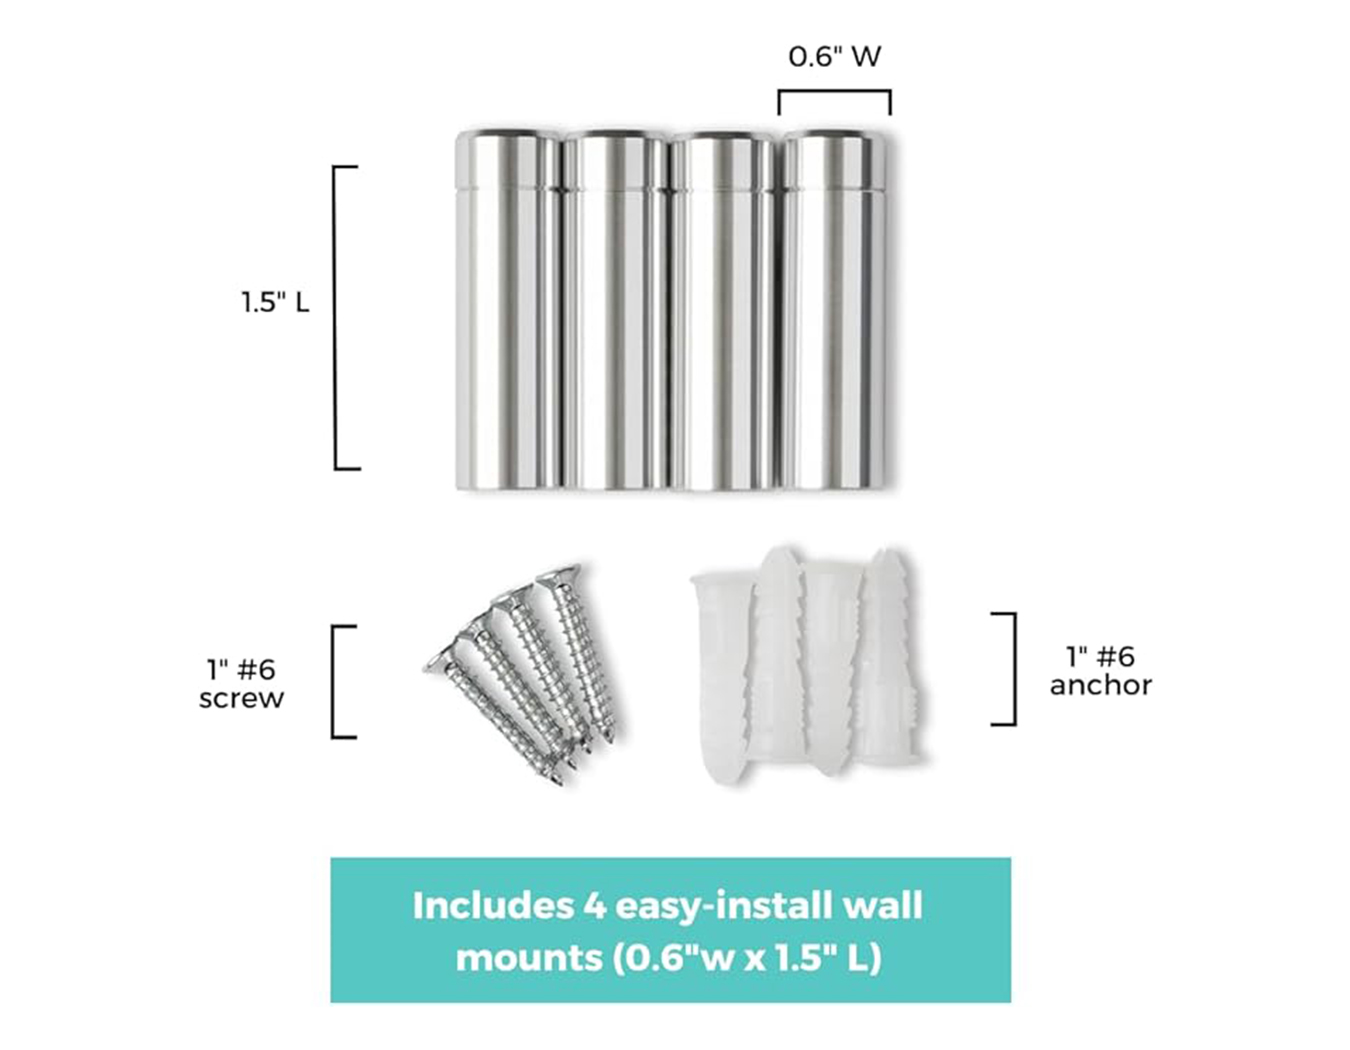 0.6" W
1.5" L
1" #6
screw
1" #6
anchor
Includes 4 easy-install wall
mounts (0.6"w x 1.5" L)